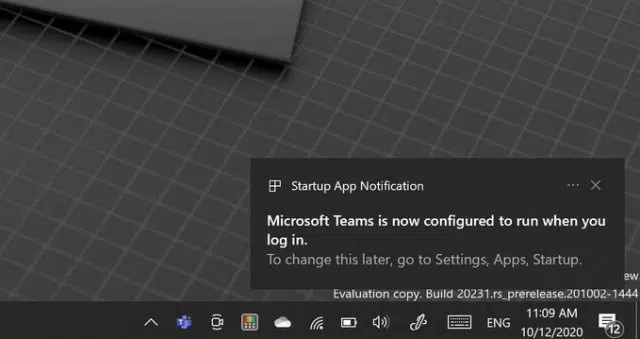 Startup App Notification
Microsoft Teams is now configured to run when you
log in.
To change this later, go to Settings, Apps, Startup.
ew
Evaluation copy. Build 20231.rs_prerelease.201002-1444
ENG
11:09 AM
10/12/2020
12